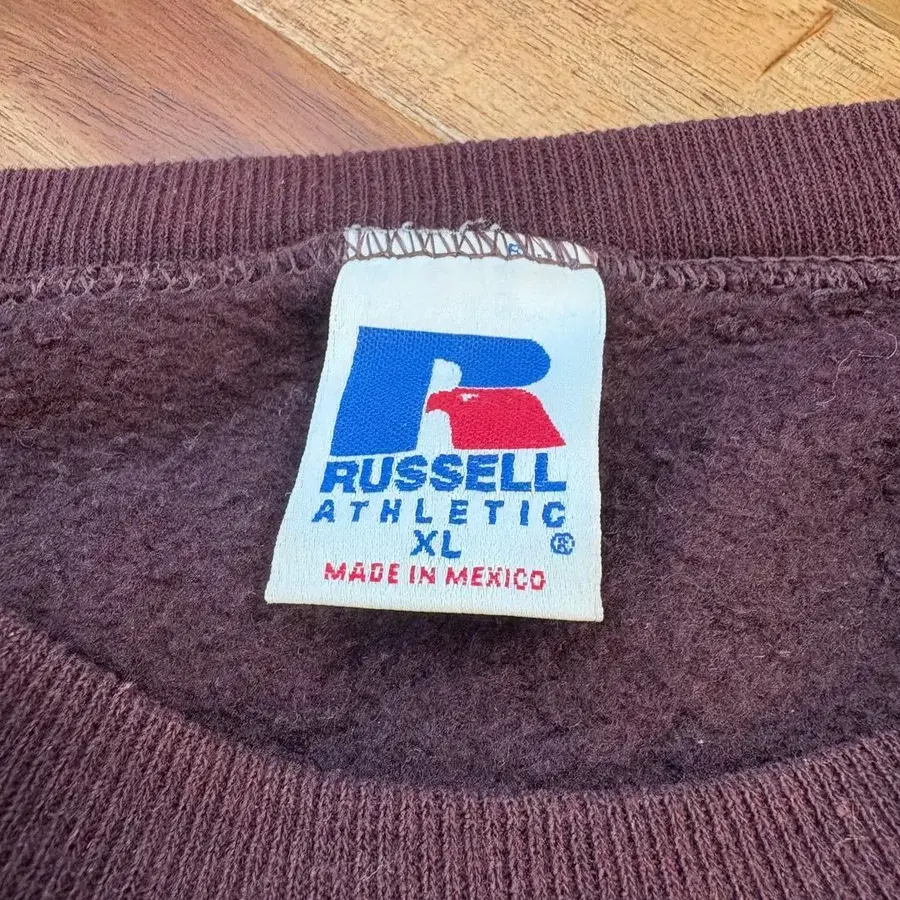 RUSSELL
ATHLETIC
XL ®
MADE IN MEXICO